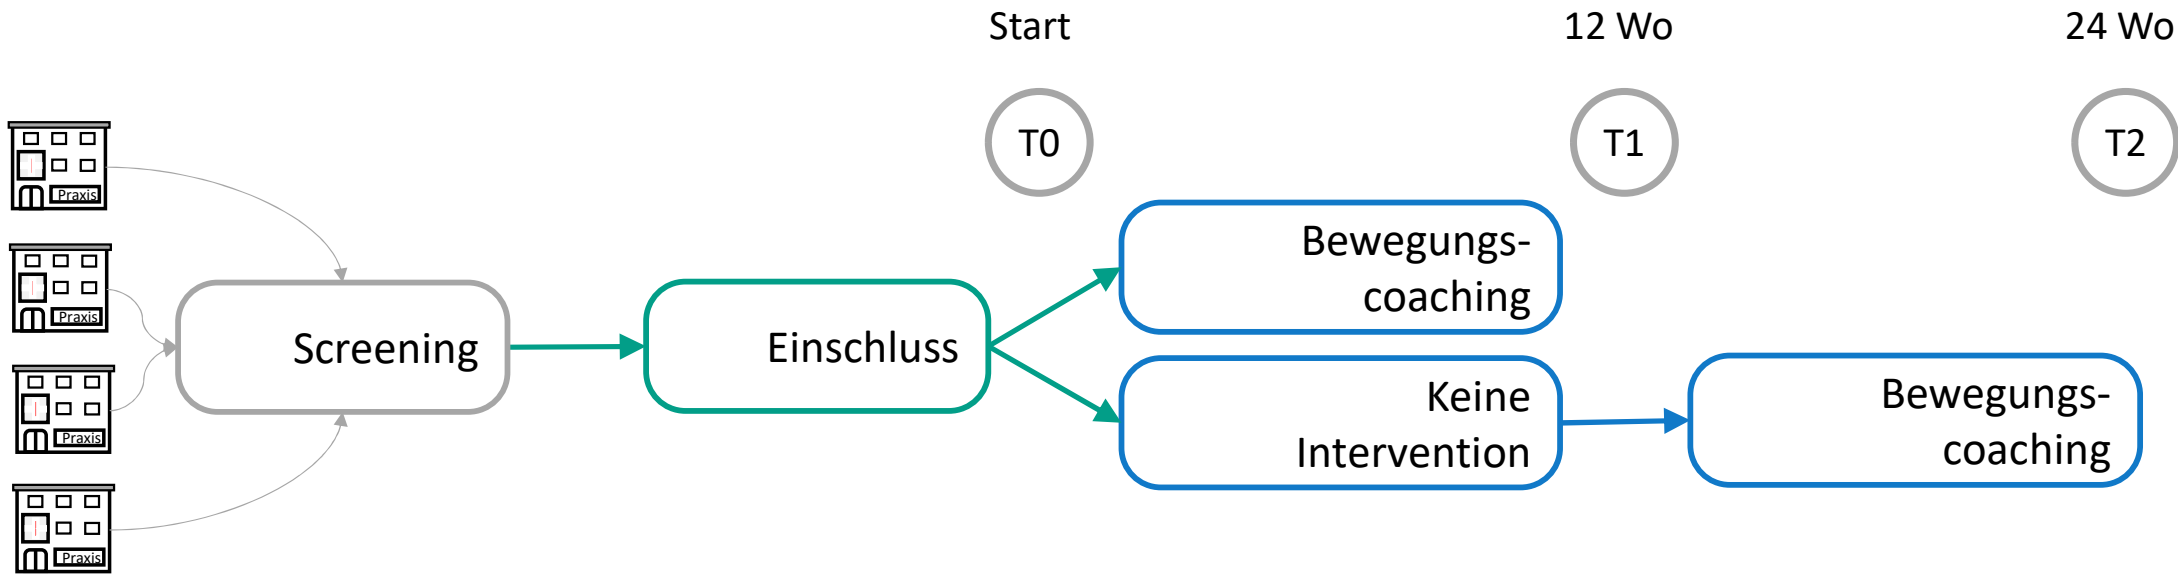 Start
12 Wo
24 Wo
T0
T1
T2
Praxis
Praxis
Praxis
Praxis
Screening
Einschluss
Bewegungs-
coaching
Keine
Intervention
Bewegungs-
coaching